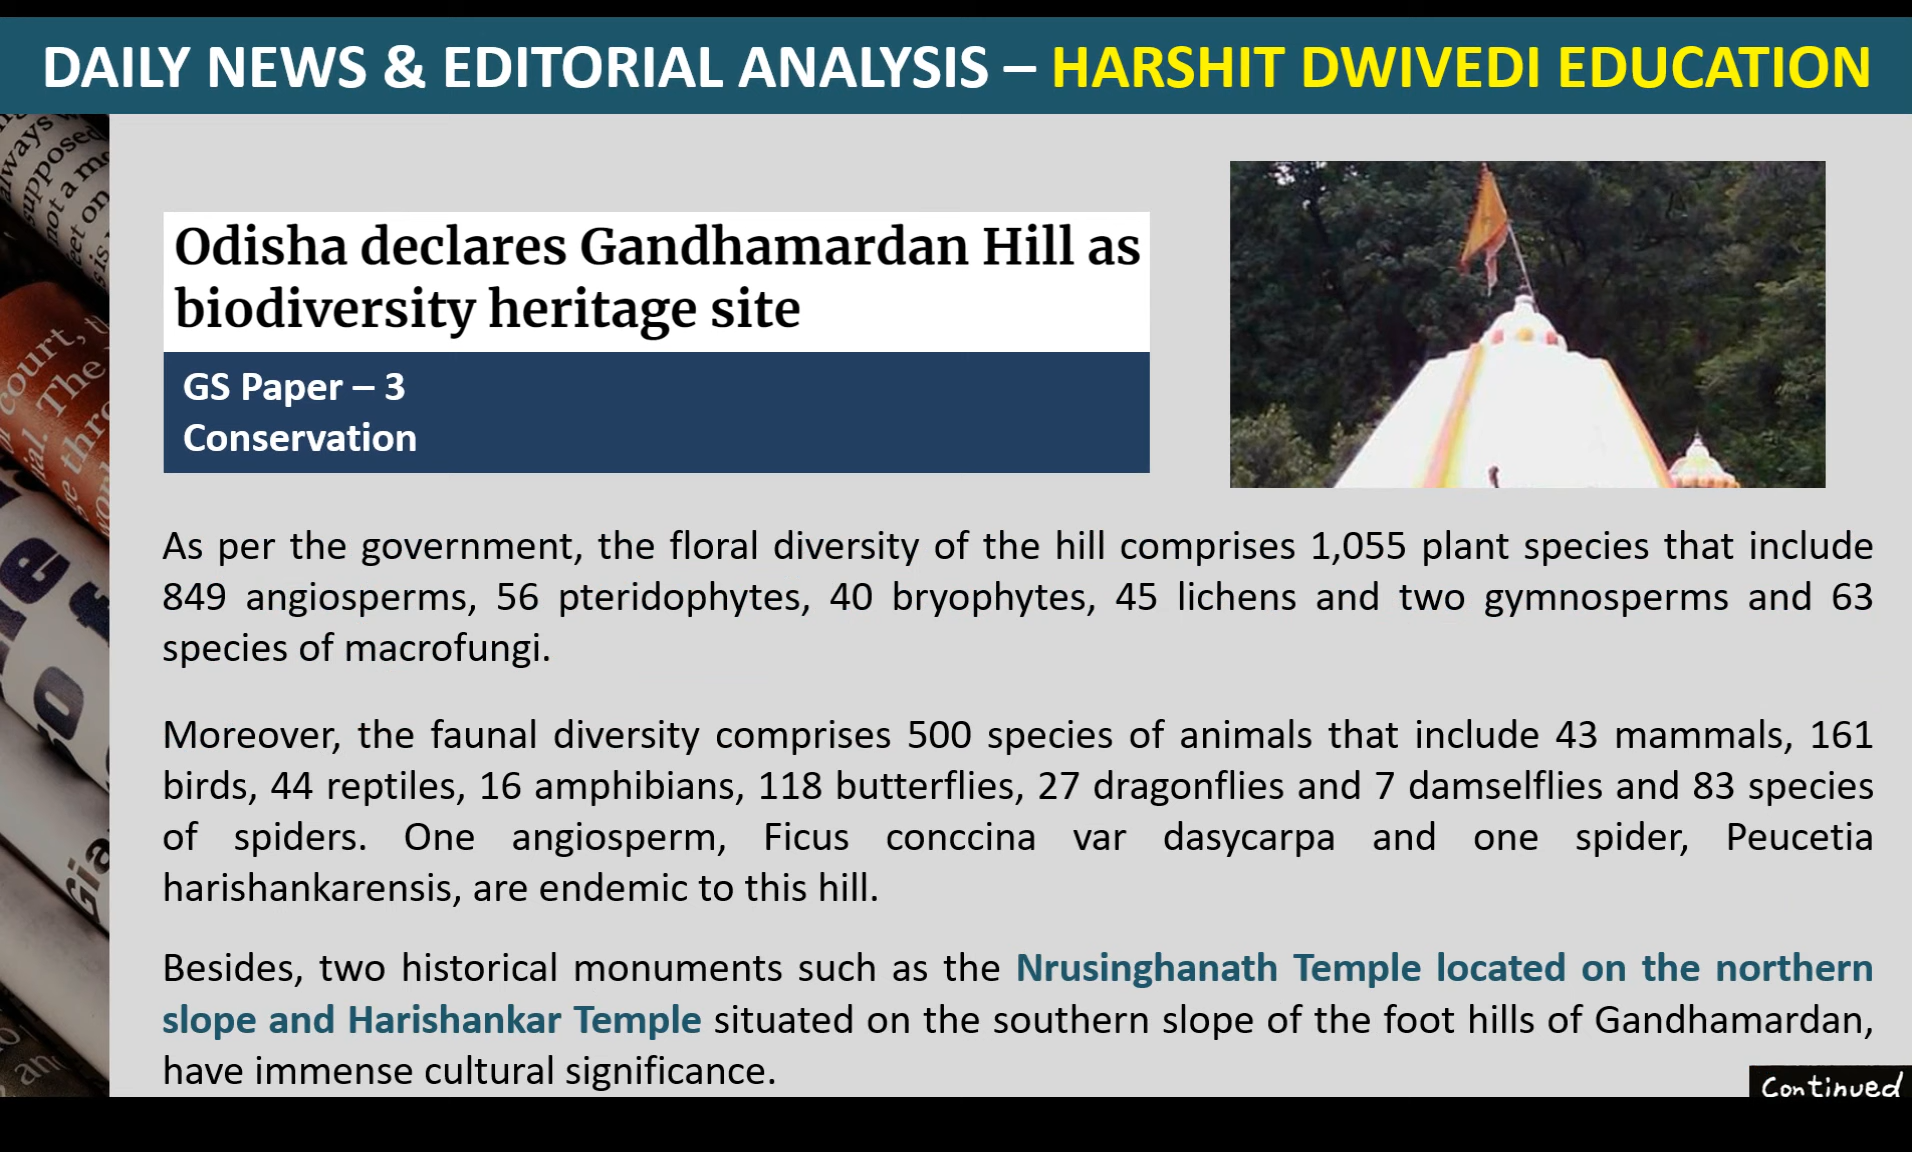 DAILY NEWS & EDITORIAL ANALYSIS – HARSHIT DWIVEDI EDUCATION
Odisha declares Gandhamardan Hill as
biodiversity heritage site
GS Paper – 3
Conservation
As per the government, the floral diversity of the hill comprises 1,055 plant species that include
849 angiosperms, 56 pteridophytes, 40 bryophytes, 45 lichens and two gymnosperms and 63
species of macrofungi.
Moreover, the faunal diversity comprises 500 species of animals that include 43 mammals, 161
birds, 44 reptiles, 16 amphibians, 118 butterflies, 27 dragonflies and 7 damselflies and 83 species
of spiders. One angiosperm, Ficus conccina var dasycarpa and one spider, Peucetia
harishankarensis, are endemic to this hill.
Besides, two historical monuments such as the Nrusinghanath Temple located on the northern
slope and Harishankar Temple situated on the southern slope of the foot hills of Gandhamardan,
have immense cultural significance.
Continued